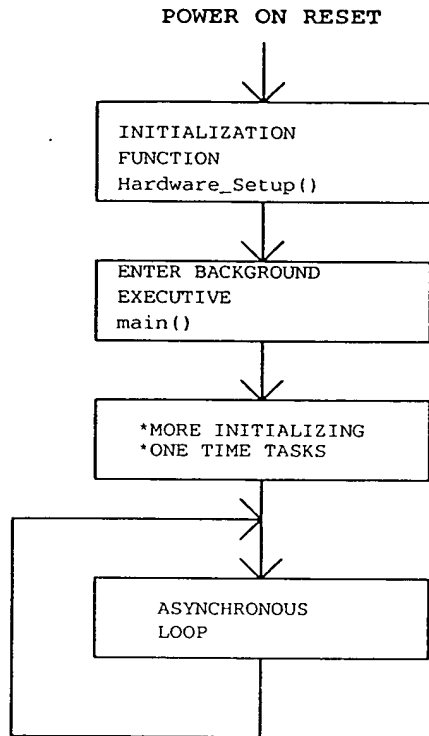 POWER ON RESET
INITIALIZATION
FUNCTION
Hardware_Setup()
ENTER BACKGROUND
EXECUTIVE
main()
*MORE INITIALIZING
*ONE TIME TASKS
ASYNCHRONOUS
LOOP